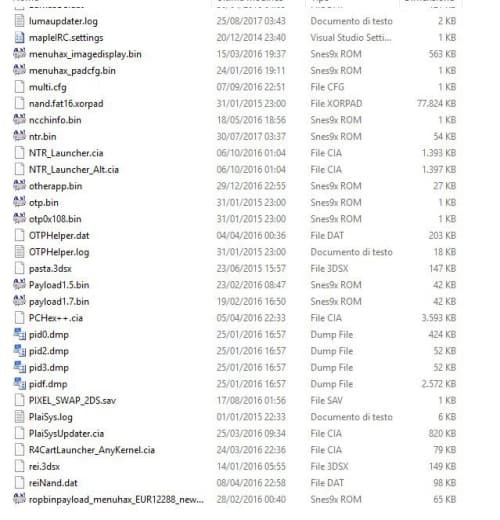 lumaupdater.log 25/08/2017 03:43 Documento di testo 2 KB
mapleIRC.settings 20/12/2014 23:40 Visual Studio Setti... 1 KB
menuhax_imagedisplay.bin 15/03/2016 19:37 Snes9x ROM 563 KB
menuhax_padcfg.bin 24/01/2016 19:11 Snes9x ROM 1 KB
multi.cfg 07/09/2016 22:51 File CFG 1 KB
nand.fat16.xorpad 31/01/2015 23:00 File XORPAD 77.824 KB
ncchinfo.bin 18/05/2016 18:56 Snes9x ROM 1 KB
ntr.bin 30/07/2017 03:37 Snes9x ROM 54 KB
NTR_Launcher.cia 06/10/2016 01:04 File CIA 1.393 KB
NTR_Launcher_Alt.cia 06/10/2016 01:04 File CIA 1.397 KB
otherapp.bin 29/12/2016 22:55 Snes9x ROM 27 KB
otp.bin 31/01/2015 23:00 Snes9x ROM 1 KB
otp0x108.bin 31/01/2015 23:00 Snes9x ROM 1 KB
OTPHelper.dat 04/04/2016 00:36 File DAT 203 KB
OTPHelper.log 31/01/2015 23:00 Documento di testo 18 KB
pasta.3dsx 23/06/2015 15:57 File 3DSX 147 KB
Payload1.5.bin 23/02/2016 08:47 Snes9x ROM 42 KB
payload1.7.bin 19/02/2016 16:50 Snes9x ROM 42 KB
PCHex++.cia 05/04/2016 22:33 File CIA 3.593 KB
pid0.dmp 25/01/2016 16:57 Dump File 424 KB
pid2.dmp 25/01/2016 16:57 Dump File 52 KB
pid3.dmp 25/01/2016 16:57 Dump File 52 KB
pidf.dmp 25/01/2016 16:57 Dump File 2.572 KB
PIXEL_SWAP_2DS.sav 17/08/2016 01:56 File SAV 1 KB
PlaiSys.log 01/01/2015 22:33 Documento di testo 6 KB
PlaiSysUpdater.cia 25/03/2016 09:34 File CIA 820 KB
R4CartLauncher_AnyKernel.cia 24/03/2016 22:36 File CIA 79 KB
rei.3dsx 14/01/2016 05:55 File 3DSX 149 KB
reiNand.dat 08/04/2016 22:58 File DAT 98 KB
ropbinpayload_menuhax_EUR12288_new... 28/02/2016 00:40 Snes9x ROM 65 KB